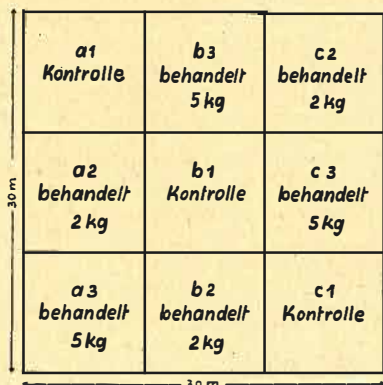 a1
Kontrolle
b3
behandelt
5 kg
c2
behandelt
2 kg
a2
behandelt
2 kg
b1
Kontrolle
c 3
behandelt
5 kg
a3
behandelt
5 kg
b2
behandelt
2 kg
c1
Kontrolle
30 m
30 m